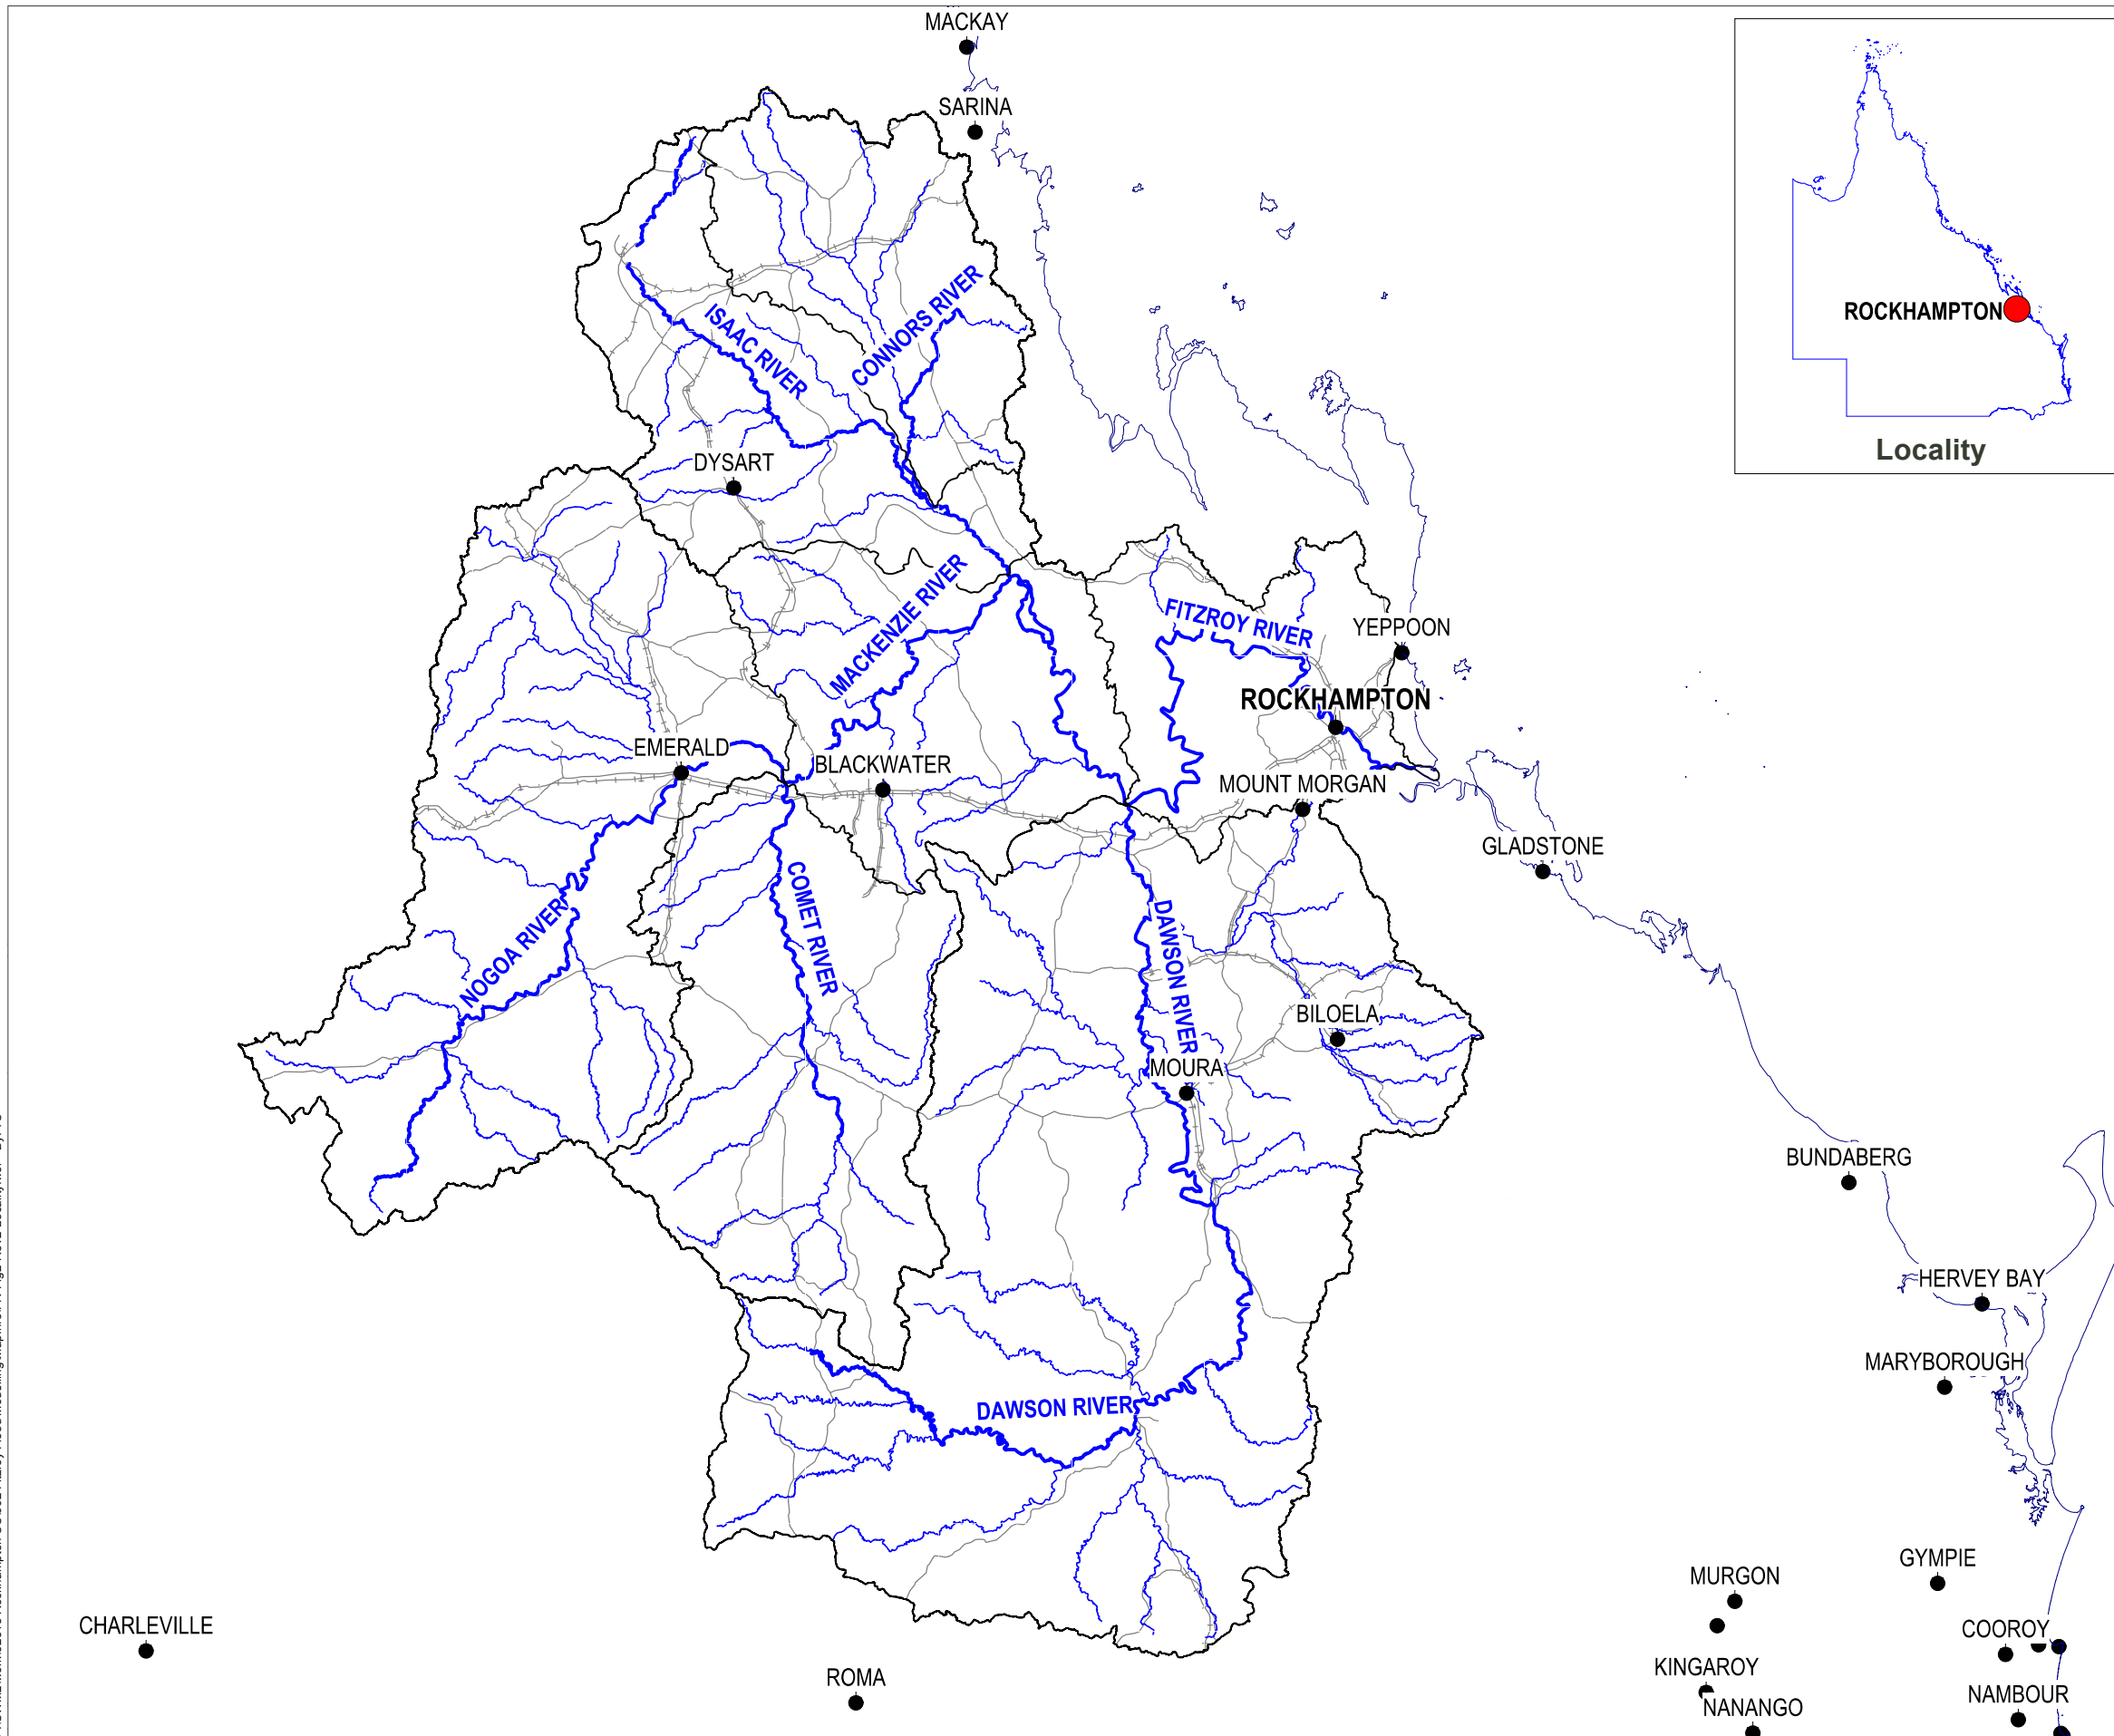 MACKAY
SARINA
ROCKHAMPTON
Locality
CONNORS RIVER
ISAAC RIVER
DYSART
MACKENZIE RIVER
FITZROY RIVER
YEPPOON
ROCKHAMPTON
EMERALD
BLACKWATER
MOUNT MORGAN
GLADSTONE
COMET RIVER
NOGOA RIVER
DAWSON RIVER
BILOELA
MOURA
BUNDABERG
HERVEY BAY
MARYBOROUGH
DAWSON RIVER
GYMPIE
MURGON
CHARLEVILLE
COOROY
KINGAROY
ROMA
NAMBOUR
NANANGO